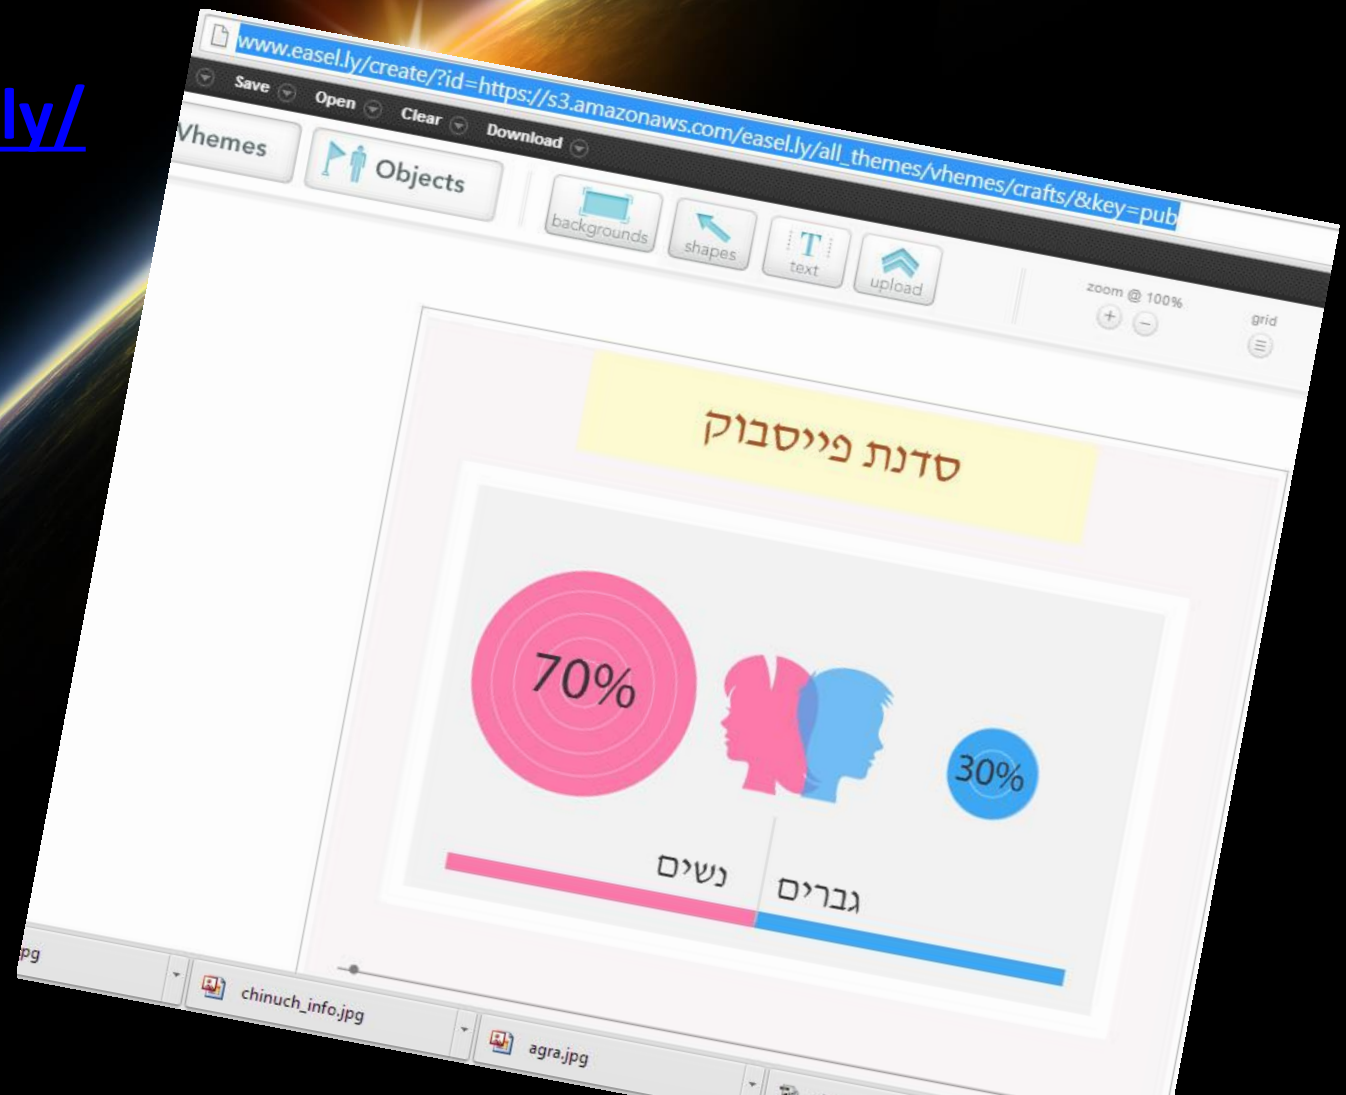 ly/
www.easel.ly/create/?id=https://s3.amazonaws.com/easel.ly/all_themes/vhemes/crafts/&key=pub
Save Open Clear Download
Vhemes Objects backgrounds shapes text upload zoom @ 100% grid
סדנת פייסבוק
70%
30%
נשים גברים
pg chinuch_info.jpg agra.jpg